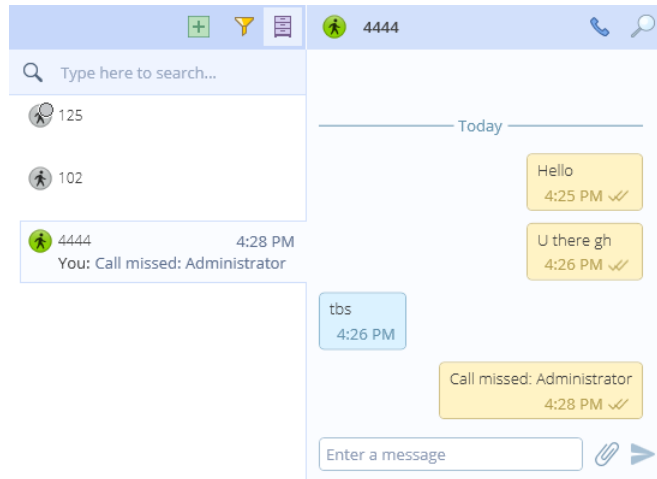 4444
Type here to search...
125
102
4444 4:28 PM
You: Call missed: Administrator
Today
Hello
4:25 PM
U there gh
4:26 PM
tbs
4:26 PM
Call missed: Administrator
4:28 PM
Enter a message